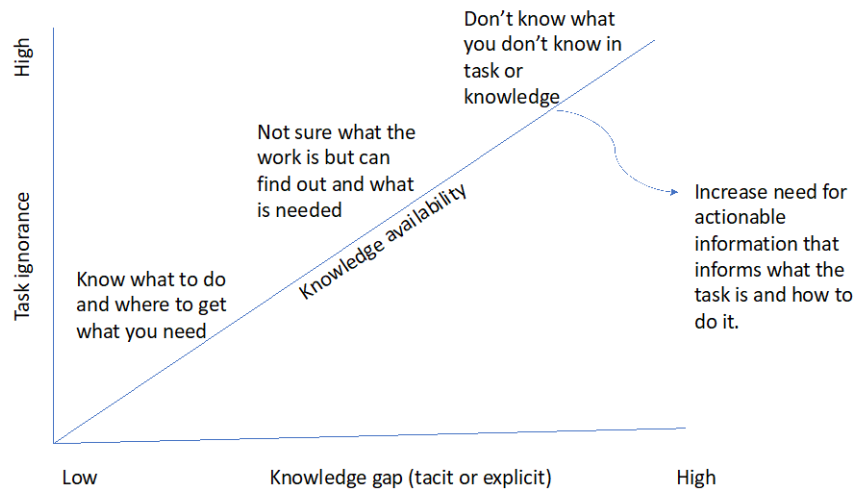 High
Task ignorance
Don't know what
you don't know in
task or
knowledge
Not sure what the
work is but can
find out and what
is needed
Knowledge availability
Know what to do
and where to get
what you need
Increase need for
actionable
information that
informs what the
task is and how to
do it.
Low
Knowledge gap (tacit or explicit)
High